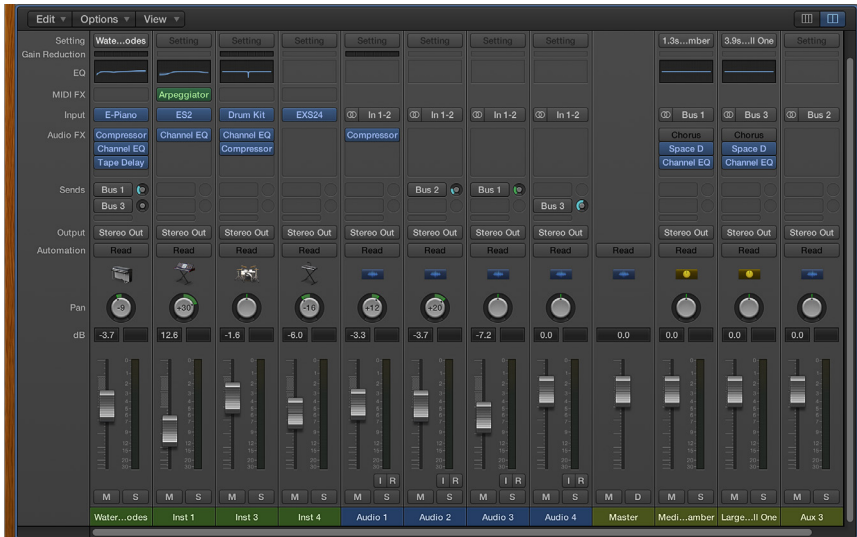 Edit Options View
Setting Wate...odes Setting Setting Setting Setting Setting Setting Setting 1.3s...mber 3.9s...ll One Setting
Gain Reduction
EQ
MIDI FX Arpeggiator
Input E-Piano ES2 Drum Kit EXS24 In 1-2 In 1-2 In 1-2 In 1-2 Bus 1 Bus 3 Bus 2
Audio FX Compressor Channel EQ Channel EQ Compressor Chorus Chorus
Channel EQ Compressor Space D Space D
Tape Delay Channel EQ Channel EQ
Sends Bus 1 Bus 2 Bus 1
Bus 3 Bus 3
Output Stereo Out Stereo Out Stereo Out Stereo Out Stereo Out Stereo Out Stereo Out Stereo Out Stereo Out Stereo Out Stereo Out
Automation Read Read Read Read Read Read Read Read Read Read Read Read
Pan -9 +30 -16 +12 +20
dB -3.7 12.6 -1.6 -6.0 -3.3 -3.7 -7.2 0.0 0.0 0.0 0.0 0.0
I R I R I R I R
M S M S M S M S M S M S M S M S M D M S M S M S
Water...odes Inst 1 Inst 3 Inst 4 Audio 1 Audio 2 Audio 3 Audio 4 Master Medi...amber Large...ll One Aux 3